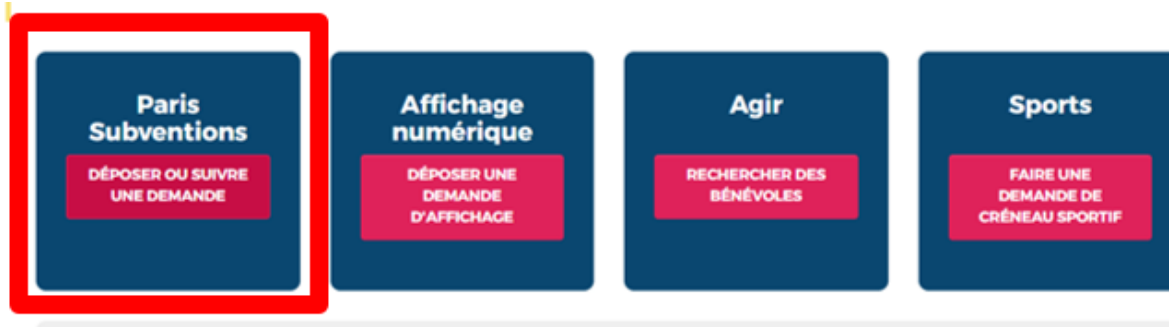 Paris
Subventions
DÉPOSER OU SUIVRE
UNE DEMANDE
Affichage
numérique
DÉPOSER UNE
DEMANDE
D'AFFICHAGE
Agir
RECHERCHER DES
BÉNÉVOLES
Sports
FAIRE UNE
DEMANDE DE
CRÉNEAU SPORTIF